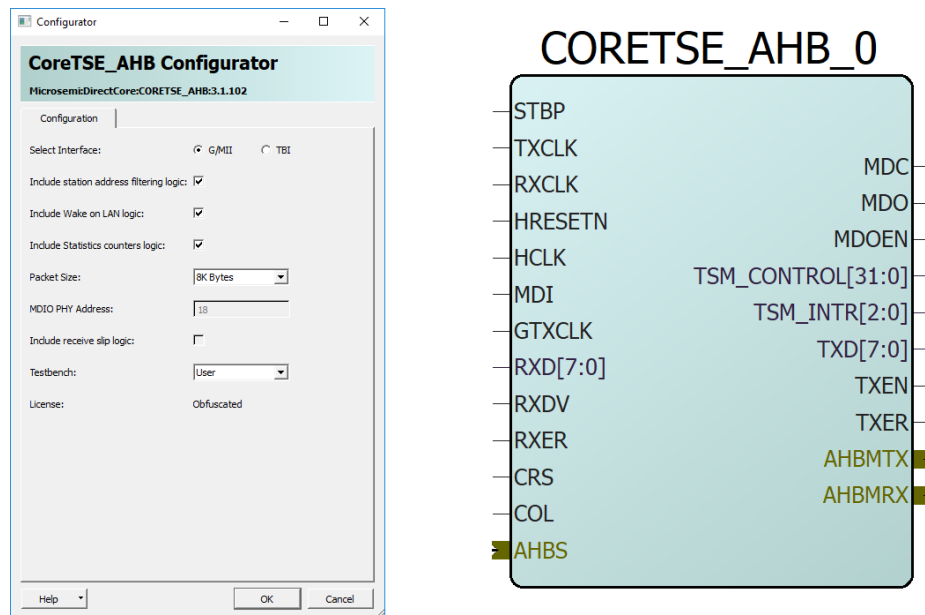 Configurator
CoreTSE_AHB Configurator
Microsemi:DirectCore:CORETSE_AHB:3.1.102
Configuration
Select Interface: G/MII TBI
Include station address filtering logic:
Include Wake on LAN logic:
Include Statistics counters logic:
Packet Size: 8K Bytes
MDIO PHY Address: 18
Include receive slip logic:
Testbench: User
License: Obfuscated
Help OK Cancel
CORETSE_AHB_0
STBP
TXCLK
RXCLK
HRESETN
HCLK
MDI
GTXCLK
RXD[7:0]
RXDV
RXER
CRS
COL
AHBS
MDC
MDO
MDOEN
TSM_CONTROL[31:0]
TSM_INTR[2:0]
TXD[7:0]
TXEN
TXER
AHBMTX
AHBMRX